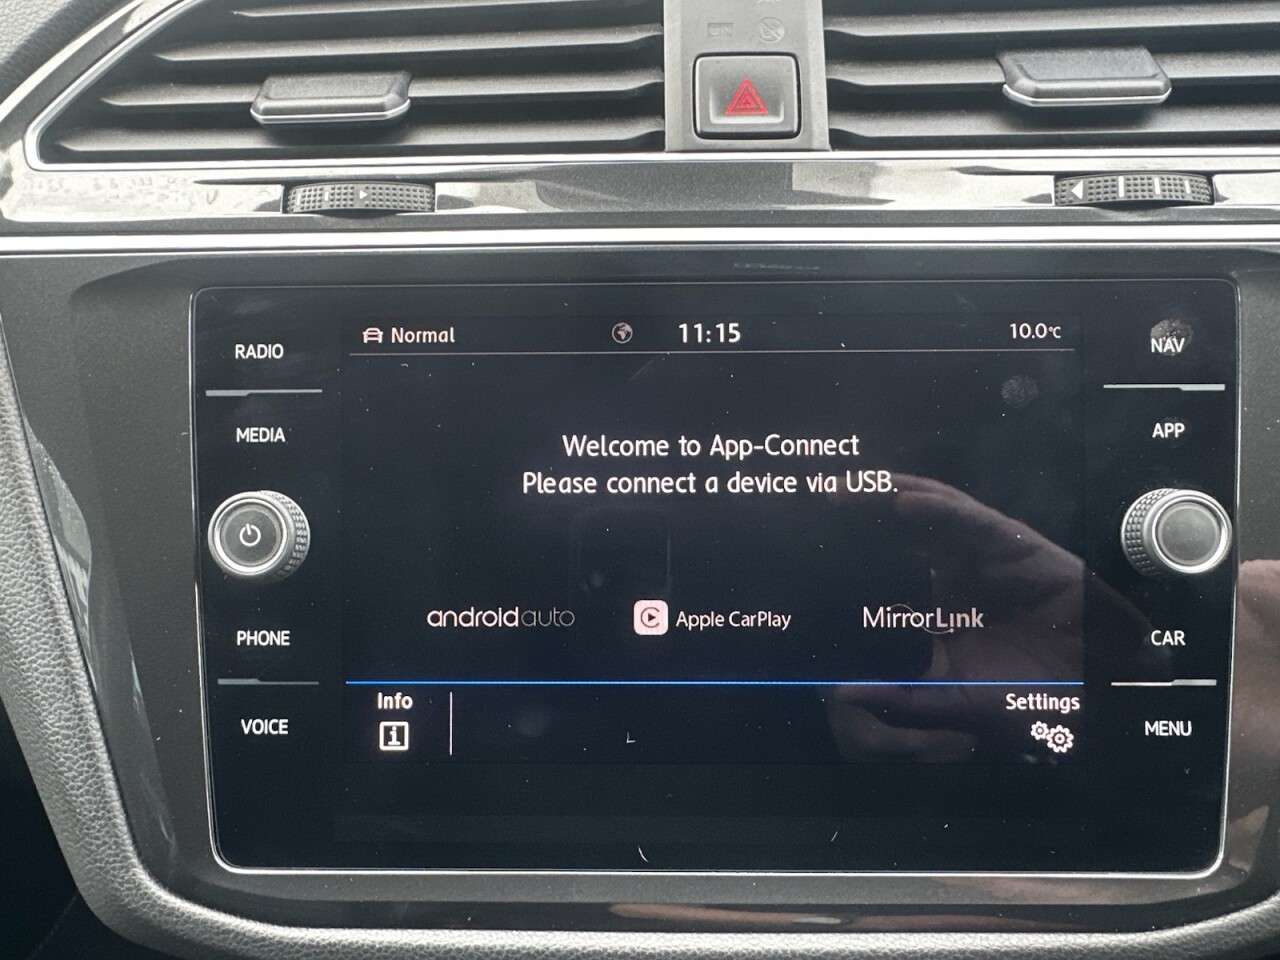 Normal
11:15
10.0°C
RADIO
NAV
MEDIA
APP
Welcome to App-Connect
Please connect a device via USB.
androidauto
Apple CarPlay
MirrorLink
PHONE
CAR
Info
Settings
VOICE
MENU